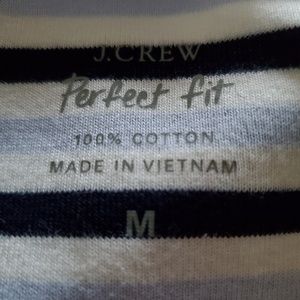 J.CREW
Perfect fit
100% COTTON
MADE IN VIETNAM
M